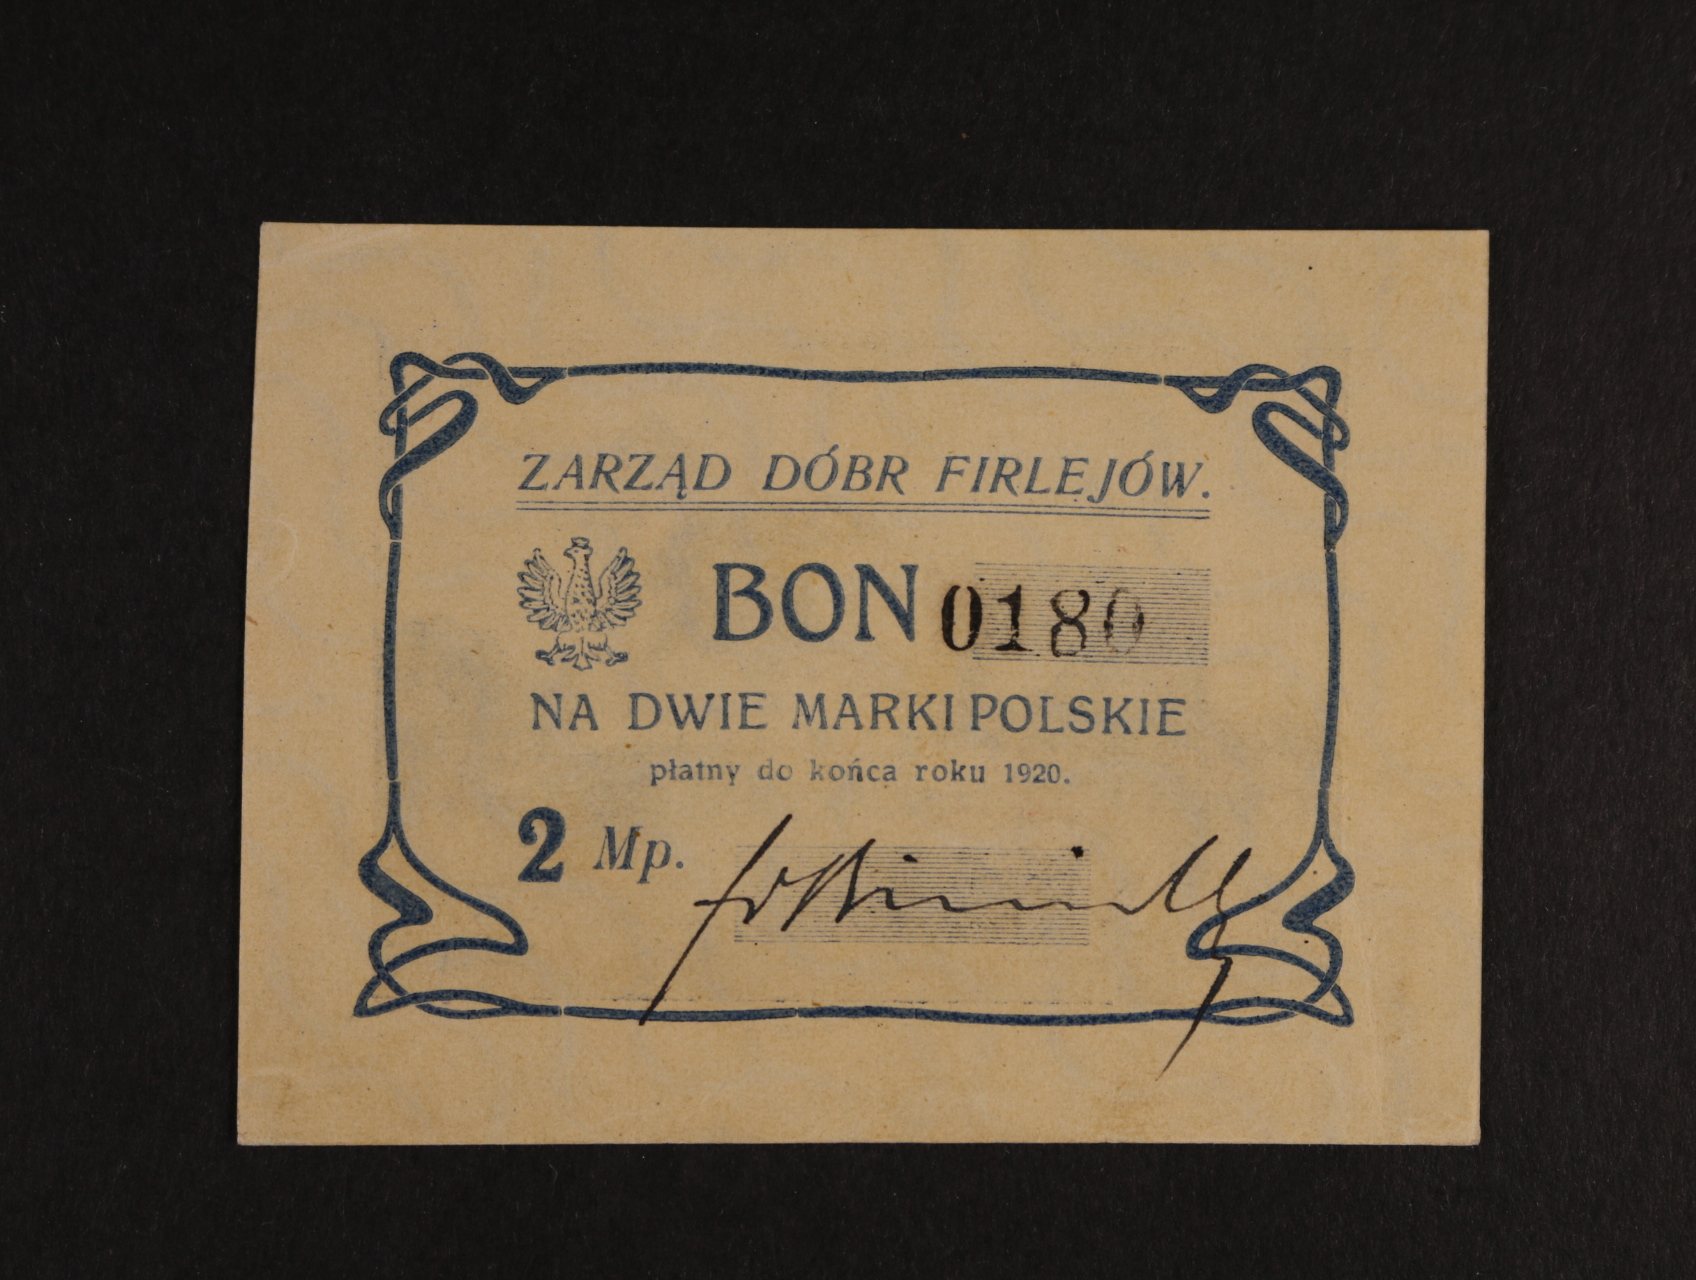 ZARZĄD DÓBR FIRLEJÓW.
BON 0180
NA DWIE MARKI POLSKIE
płatny do końca roku 1920.
2 Mp.